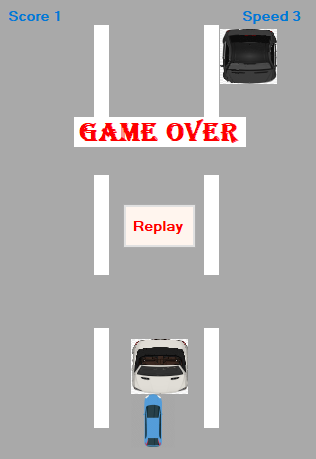 Score 1
Speed 3
GAME OVER
Replay